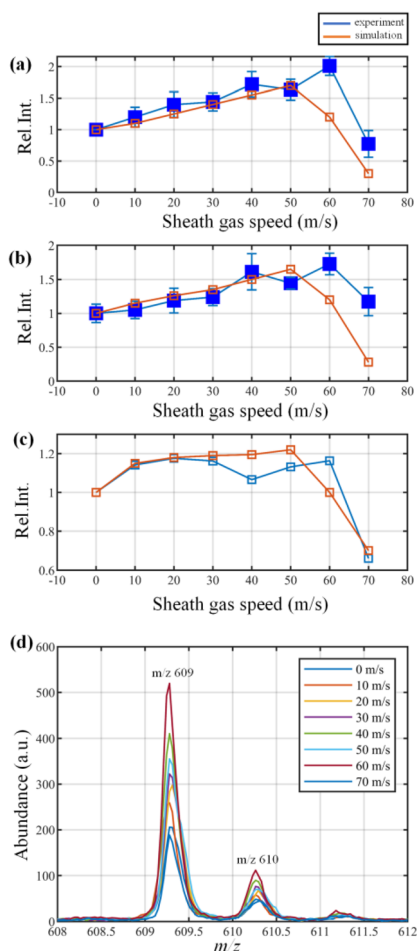 experiment
simulation
(a)
2
1.5
1
0.5
0
Rel.Int.
-10 0 10 20 30 40 50 60 70 80
Sheath gas speed (m/s)
(b)
2
1.5
1
0.5
0
Rel.Int.
-10 0 10 20 30 40 50 60 70 80
Sheath gas speed (m/s)
(c)
1.2
1
0.8
0.6
Rel.Int.
-10 0 10 20 30 40 50 60 70 80
Sheath gas speed (m/s)
(d)
600
500
400
300
200
100
0
Abundance (a.u.)
m/z 609
m/z 610
0 m/s
10 m/s
20 m/s
30 m/s
40 m/s
50 m/s
60 m/s
70 m/s
608 608.5 609 609.5 610 610.5 611 611.5
m/z